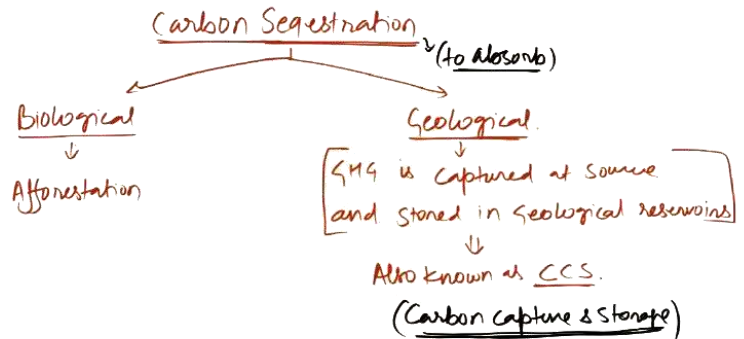 Carbon Seqestration
(to absorb)
Biological
Geological.
Afforestation
GHG is captured at source
and stored in Geological reservoirs
Also known as CCS.
(Carbon capture & Storage)